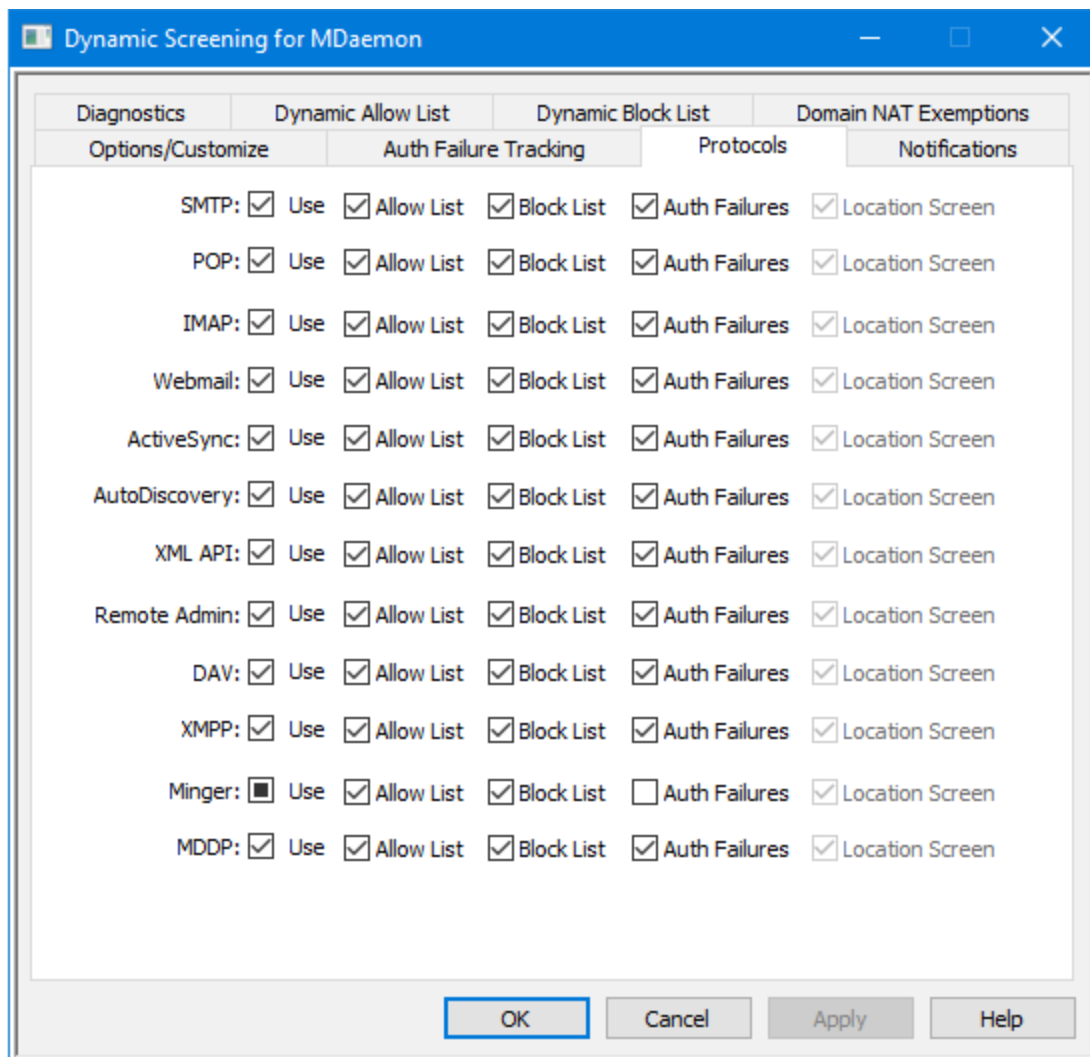 Dynamic Screening for MDaemon
Diagnostics Dynamic Allow List Dynamic Block List Domain NAT Exemptions
Options/Customize Auth Failure Tracking Protocols Notifications
SMTP: Use Allow List Block List Auth Failures Location Screen
POP: Use Allow List Block List Auth Failures Location Screen
IMAP: Use Allow List Block List Auth Failures Location Screen
Webmail: Use Allow List Block List Auth Failures Location Screen
ActiveSync: Use Allow List Block List Auth Failures Location Screen
AutoDiscovery: Use Allow List Block List Auth Failures Location Screen
XML API: Use Allow List Block List Auth Failures Location Screen
Remote Admin: Use Allow List Block List Auth Failures Location Screen
DAV: Use Allow List Block List Auth Failures Location Screen
XMPP: Use Allow List Block List Auth Failures Location Screen
Minger: Use Allow List Block List Auth Failures Location Screen
MDDP: Use Allow List Block List Auth Failures Location Screen
OK Cancel Apply Help